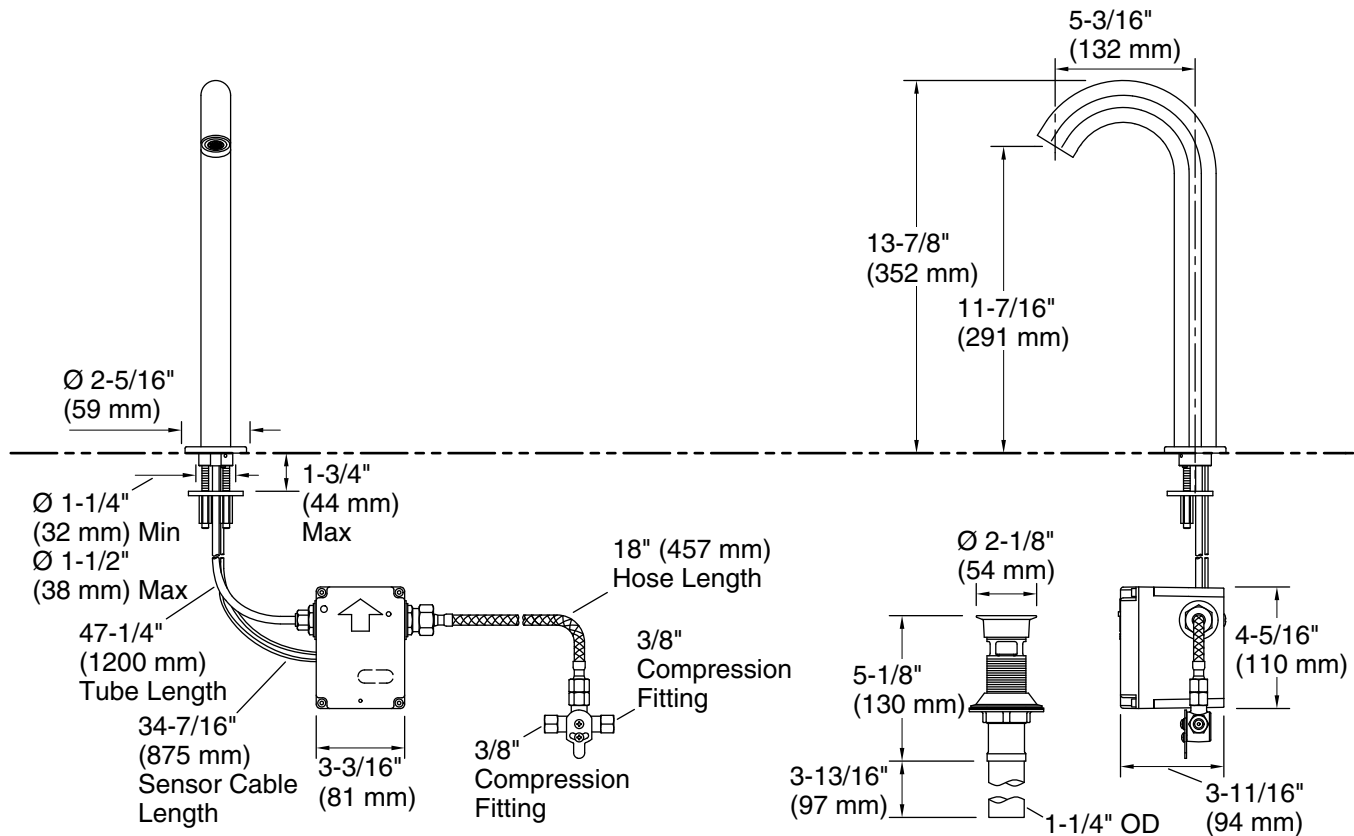 5-3/16"
(132 mm)
13-7/8"
(352 mm)
11-7/16"
(291 mm)
Ø 2-5/16"
(59 mm)
1-3/4"
(44 mm)
Max
Ø 1-1/4"
(32 mm) Min
Ø 1-1/2"
(38 mm) Max
47-1/4"
(1200 mm)
Tube Length
34-7/16"
(875 mm)
Sensor Cable
Length
3-3/16"
(81 mm)
18" (457 mm)
Hose Length
3/8"
Compression
Fitting
3/8"
Compression
Fitting
Ø 2-1/8"
(54 mm)
5-1/8"
(130 mm)
3-13/16"
(97 mm)
1-1/4" OD
4-5/16"
(110 mm)
3-11/16"
(94 mm)